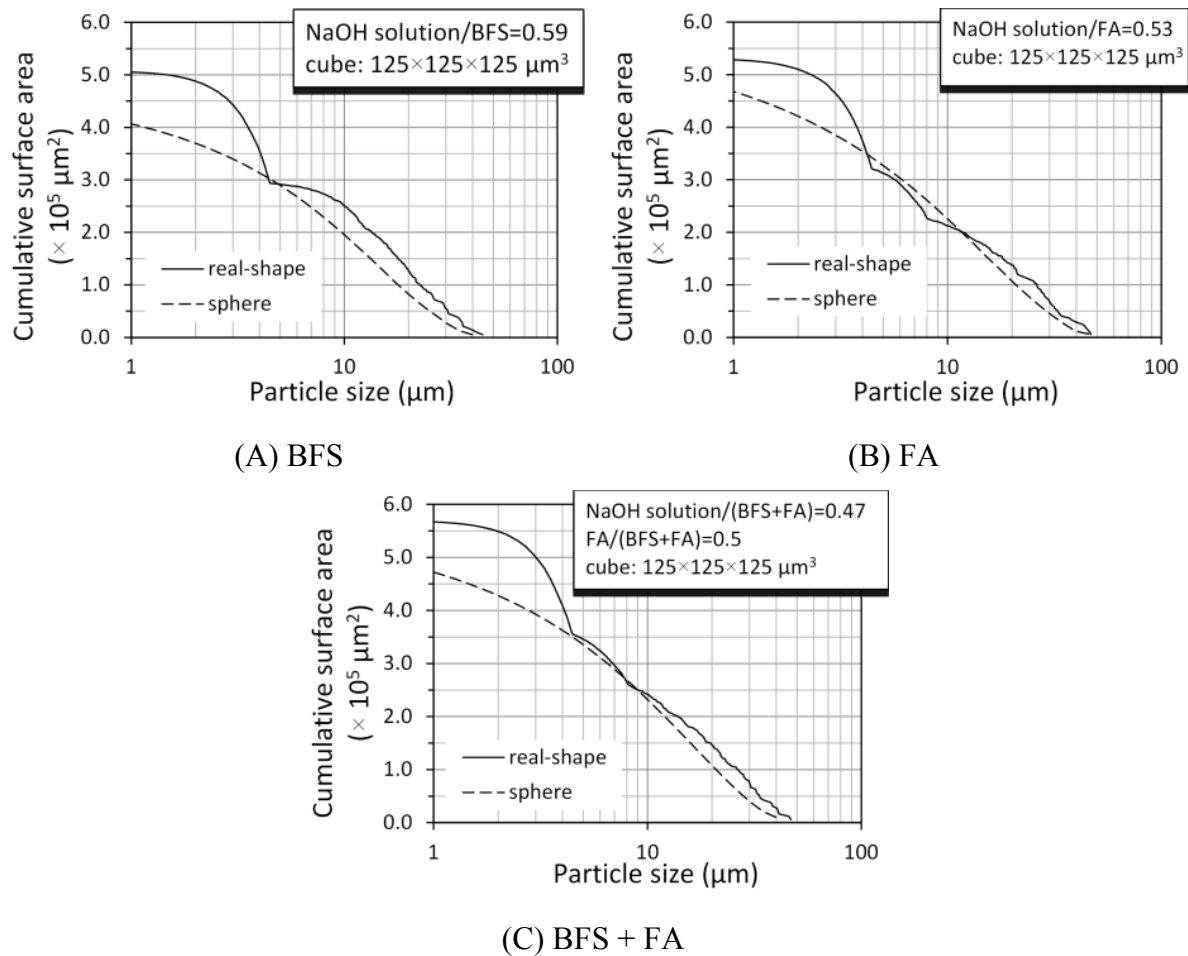 6.0
5.0
4.0
3.0
2.0
1.0
0.0
Cumulative surface area
(× 10⁵ μm²)
NaOH solution/BFS=0.59
cube: 125×125×125 μm³
real-shape
sphere
1 10 100
Particle size (μm)
(A) BFS
6.0
5.0
4.0
3.0
2.0
1.0
0.0
Cumulative surface area
(× 10⁵ μm²)
NaOH solution/FA=0.53
cube: 125×125×125 μm³
real-shape
sphere
1 10 100
Particle size (μm)
(B) FA
6.0
5.0
4.0
3.0
2.0
1.0
0.0
Cumulative surface area
(× 10⁵ μm²)
NaOH solution/(BFS+FA)=0.47
FA/(BFS+FA)=0.5
cube: 125×125×125 μm³
real-shape
sphere
1 10 100
Particle size (μm)
(C) BFS + FA